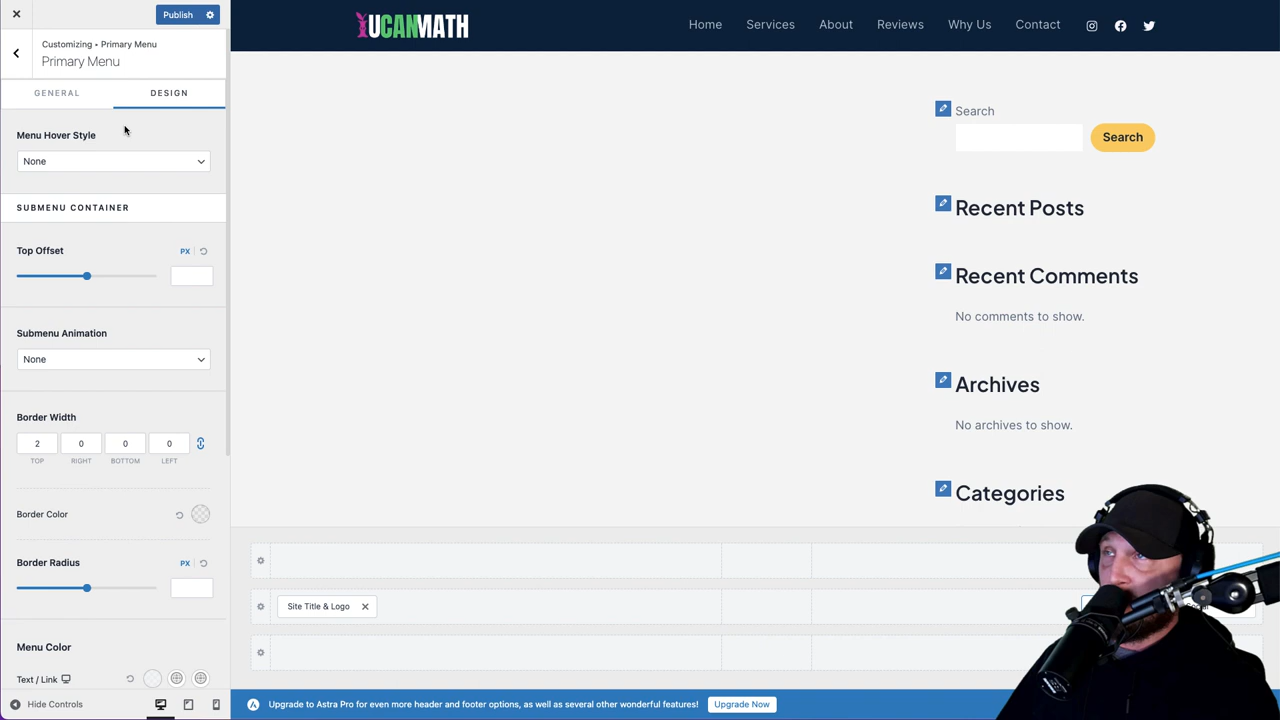 Publish
Customizing • Primary Menu
Primary Menu
GENERAL
DESIGN
Menu Hover Style
None
SUBMENU CONTAINER
Top Offset
PX
Submenu Animation
None
Border Width
2
0
0
0
TOP
RIGHT
BOTTOM
LEFT
Border Color
Border Radius
PX
Menu Color
Text / Link
Hide Controls
UCANMATH
Home
Services
About
Reviews
Why Us
Contact
Search
Search
Recent Posts
Recent Comments
No comments to show.
Archives
No archives to show.
Categories
Site Title & Logo
Upgrade to Astra Pro for even more header and footer options, as well as several other wonderful features!
Upgrade Now